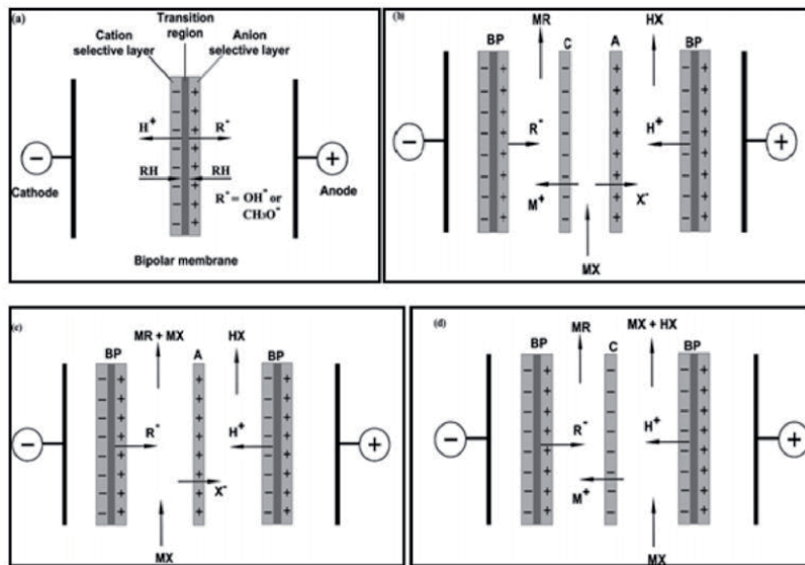 (a)
Transition
region
Cation
selective layer
Anion
selective layer
H+
R-
RH
RH
R-= OH- or
CH3O-
−
Cathode
+
Anode
Bipolar membrane
(b)
MR
HX
BP
C
A
BP
R-
H+
M+
X-
−
+
MX
(c)
MR + MX
HX
BP
A
BP
R-
H+
−
+
X-
MX
(d)
MR
MX + HX
BP
C
BP
R-
H+
−
+
M+
MX